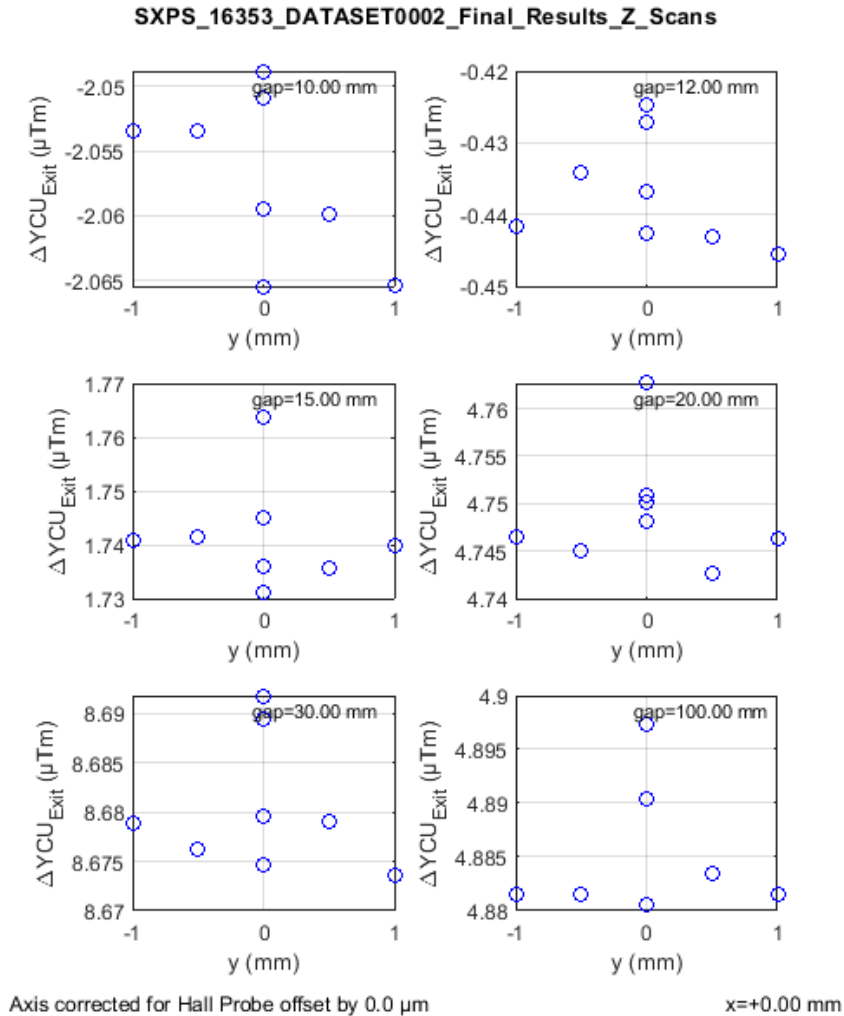 SXPS_16353_DATASET0002_Final_Results_Z_Scans
gap=10.00 mm
-2.05
-2.055
-2.06
-2.065
ΔYCU_Exit (µTm)
-1 0 1
y (mm)
gap=12.00 mm
-0.42
-0.43
-0.44
-0.45
ΔYCU_Exit (µTm)
-1 0 1
y (mm)
gap=15.00 mm
1.77
1.76
1.75
1.74
1.73
ΔYCU_Exit (µTm)
-1 0 1
y (mm)
gap=20.00 mm
4.76
4.755
4.75
4.745
4.74
ΔYCU_Exit (µTm)
-1 0 1
y (mm)
gap=30.00 mm
8.69
8.685
8.68
8.675
8.67
ΔYCU_Exit (µTm)
-1 0 1
y (mm)
gap=100.00 mm
4.9
4.895
4.89
4.885
4.88
ΔYCU_Exit (µTm)
-1 0 1
y (mm)
Axis corrected for Hall Probe offset by 0.0 µm
x=+0.00 mm